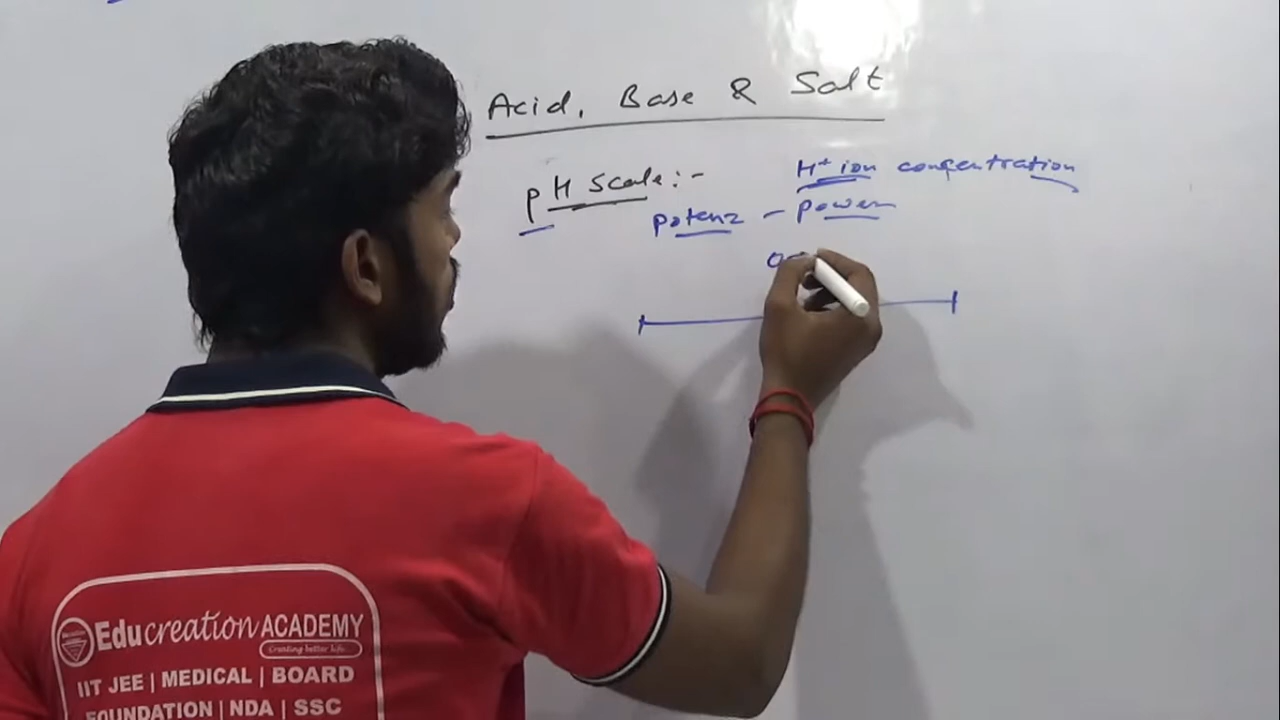 Acid, Base & Salt
pH Scale:-
H+ ion concentration
potenz - power
Educreation ACADEMY
Creating better life
IIT JEE | MEDICAL | BOARD
FOUNDATION | NDA | SSC